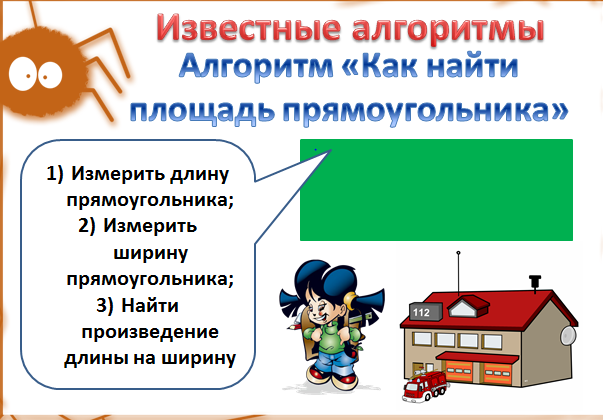 Известные алгоритмы
Алгоритм «Как найти
площадь прямоугольника»
1) Измерить длину
прямоугольника;
2) Измерить
ширину
прямоугольника;
3) Найти
произведение
длины на ширину
112